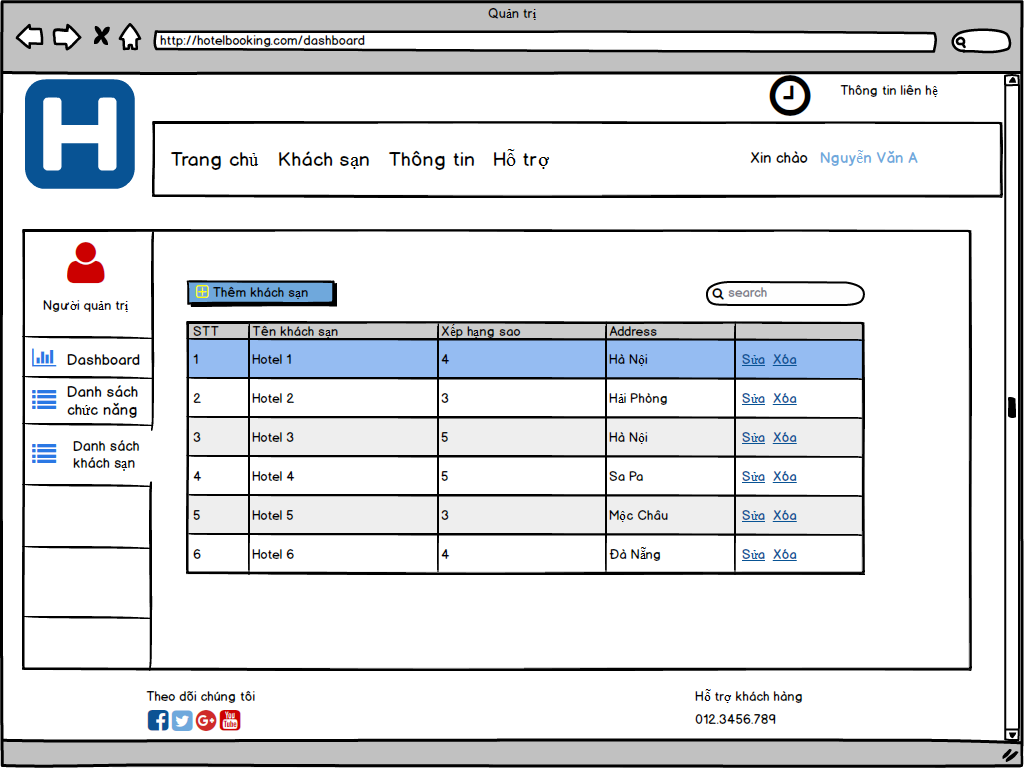 Quản trị
http://hotelbooking.com/dashboard
H
Thông tin liên hệ
Trang chủ Khách sạn Thông tin Hỗ trợ
Xin chào Nguyễn Văn A
Người quản trị
Dashboard
Danh sách
chức năng
Danh sách
khách sạn
Thêm khách sạn
search
STT Tên khách sạn Xếp hạng sao Address
1 Hotel 1 4 Hà Nội Sửa Xóa
2 Hotel 2 3 Hải Phòng Sửa Xóa
3 Hotel 3 5 Hà Nội Sửa Xóa
4 Hotel 4 5 Sa Pa Sửa Xóa
5 Hotel 5 3 Mộc Châu Sửa Xóa
6 Hotel 6 4 Đà Nẵng Sửa Xóa
Theo dõi chúng tôi
You
Tube
Hỗ trợ khách hàng
012.3456.789